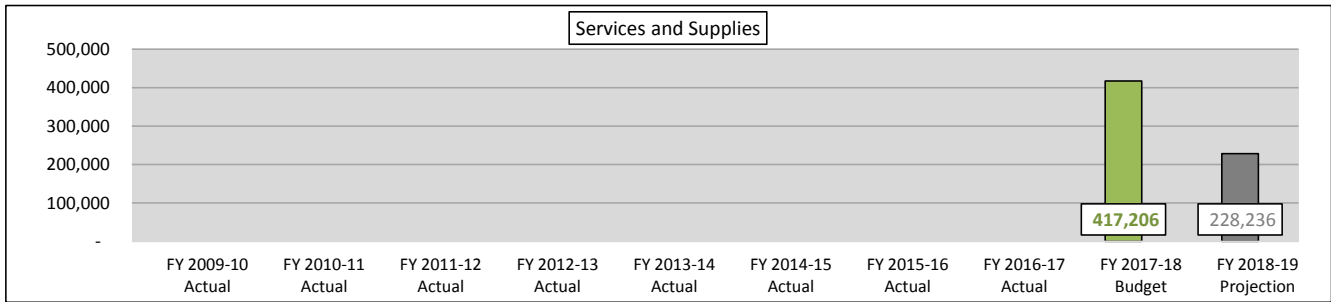 Services and Supplies
500,000
400,000
300,000
200,000
100,000
-
417,206
228,236
FY 2009-10 FY 2010-11 FY 2011-12 FY 2012-13 FY 2013-14 FY 2014-15 FY 2015-16 FY 2016-17 FY 2017-18 FY 2018-19
Actual Actual Actual Actual Actual Actual Actual Actual Budget Projection